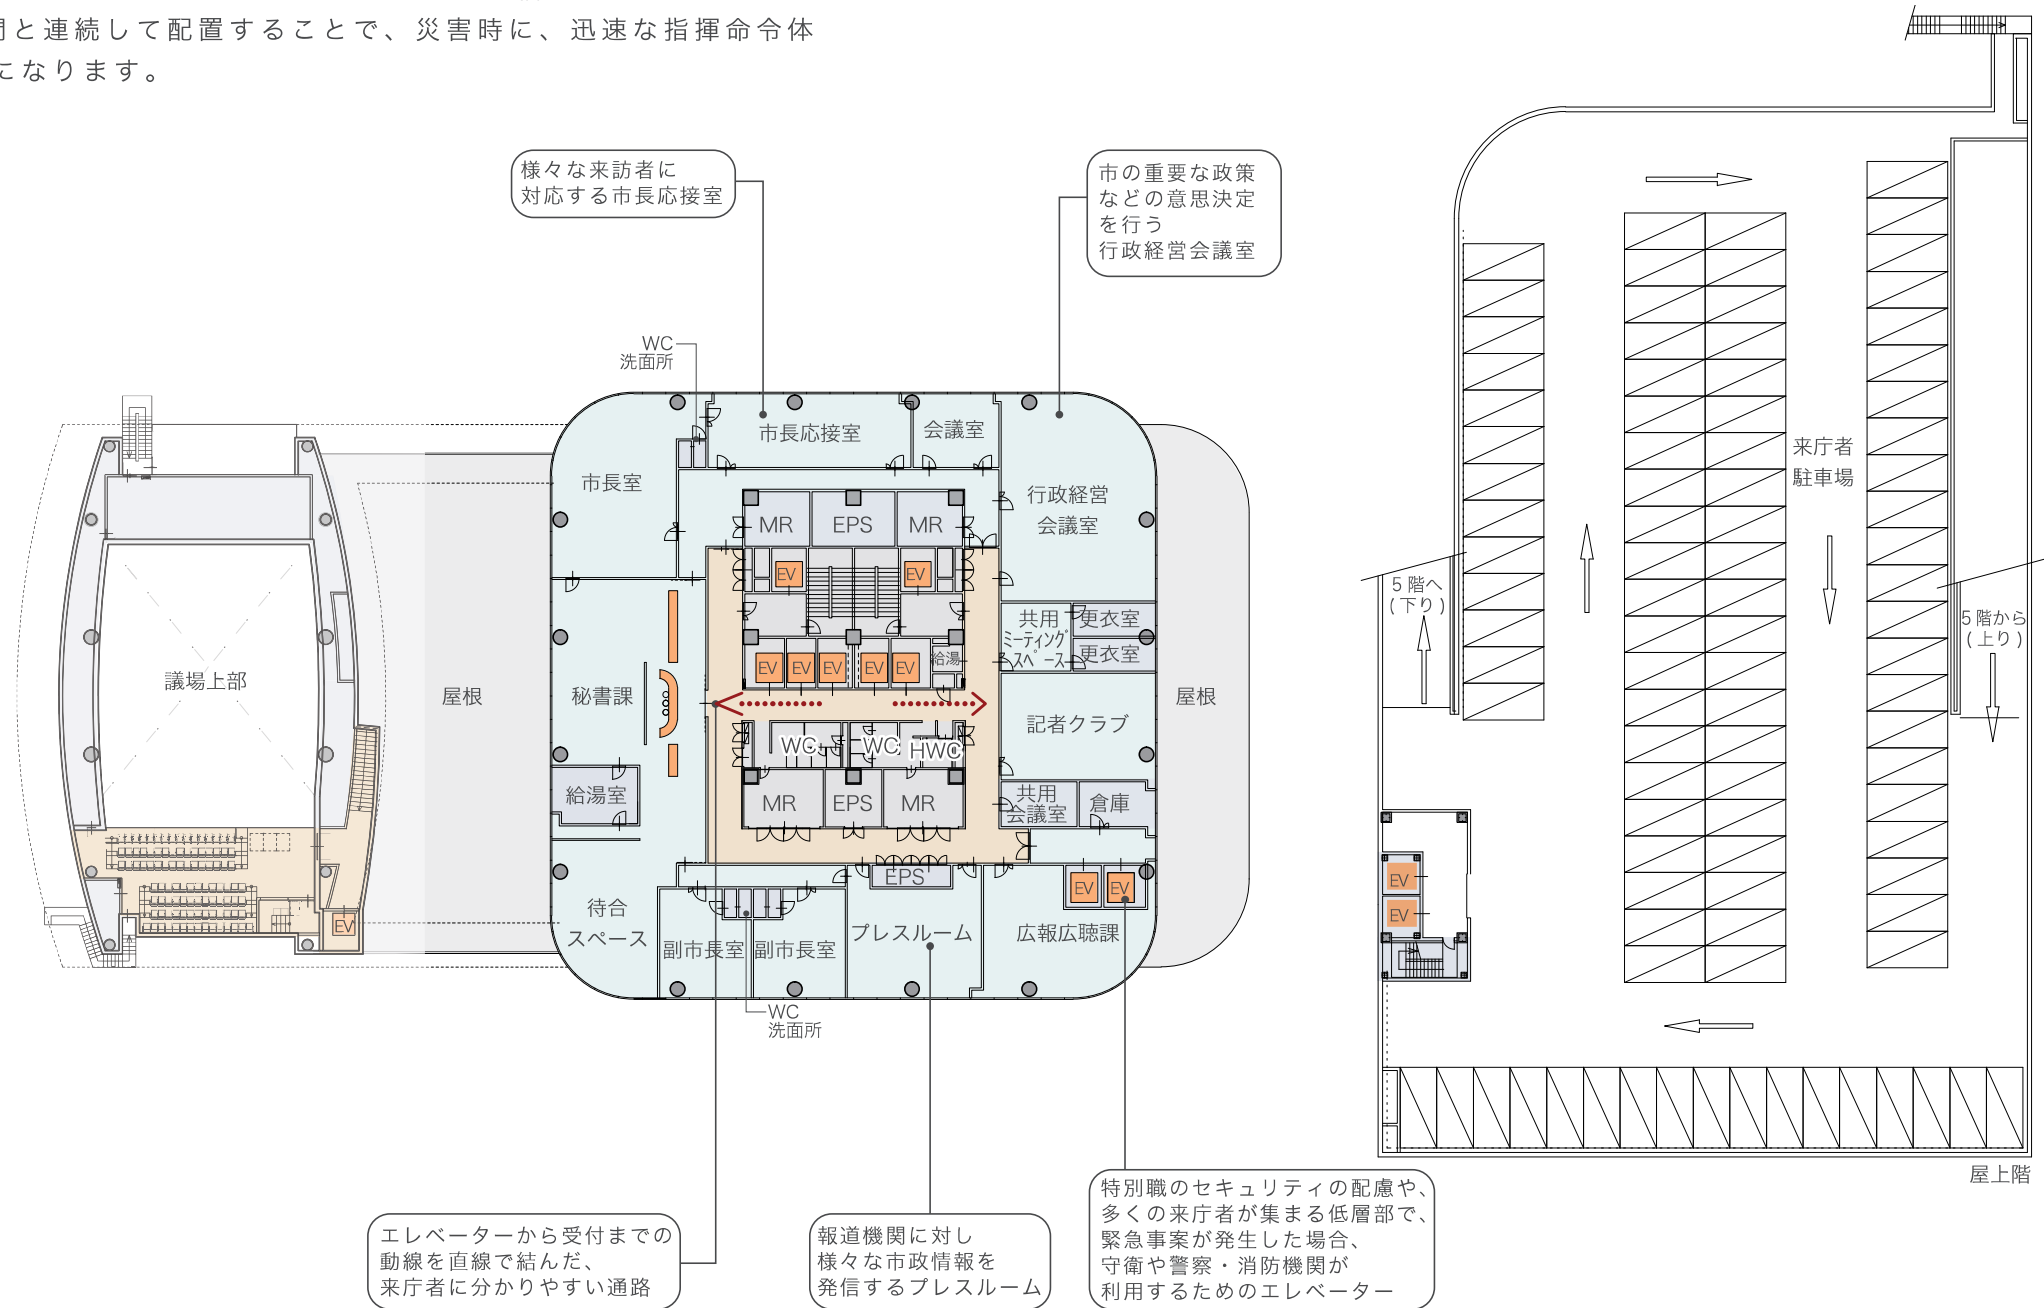 と連続して配置することで、災害時に、迅速な指揮命令体
になります。
様々な来訪者に
対応する市長応接室
市の重要な政策
などの意思決定
を行う
行政経営会議室
WC
洗面所
市長応接室
会議室
市長室
行政経営
会議室
MR
EPS
MR
EV
EV
共用
ミーティング
スペース
更衣室
更衣室
EV
EV
EV
EV
EV
給湯
議場上部
屋根
秘書課
記者クラブ
屋根
WC
WC
HWC
給湯室
MR
EPS
MR
共用
会議室
倉庫
EPS
EV
EV
EV
待合
スペース
副市長室
副市長室
プレスルーム
広報広聴課
WC
洗面所
来庁者
駐車場
5階へ
(下り)
5階から
(上り)
EV
EV
屋上階
エレベーターから受付までの
動線を直線で結んだ、
来庁者に分かりやすい通路
報道機関に対し
様々な市政情報を
発信するプレスルーム
特別職のセキュリティの配慮や、
多くの来庁者が集まる低層部で、
緊急事案が発生した場合、
守衛や警察・消防機関が
利用するためのエレベーター